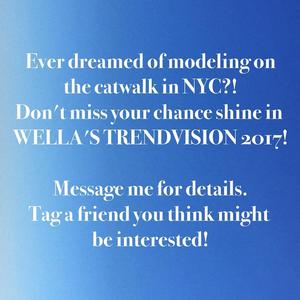 Ever dreamed of modeling on
the catwalk in NYC?!
Don't miss your chance shine in
WELLA'S TRENDVISION 2017!
Message me for details.
Tag a friend you think might
be interested!